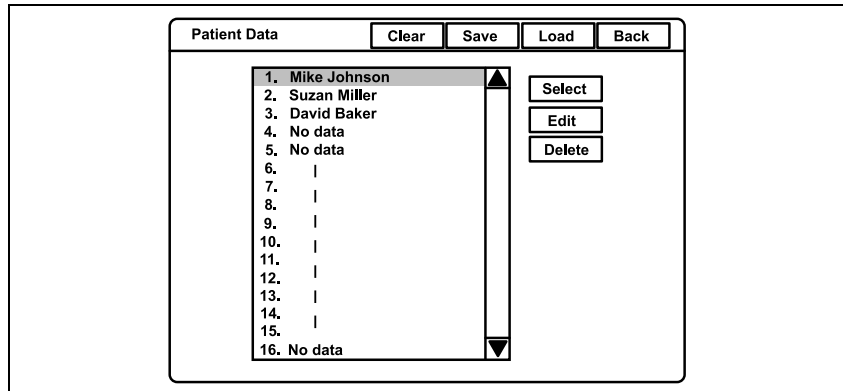 Patient Data Clear Save Load Back
1. Mike Johnson
2. Suzan Miller
3. David Baker
4. No data
5. No data
6.
7.
8.
9.
10.
11.
12.
13.
14.
15.
16. No data
Select
Edit
Delete